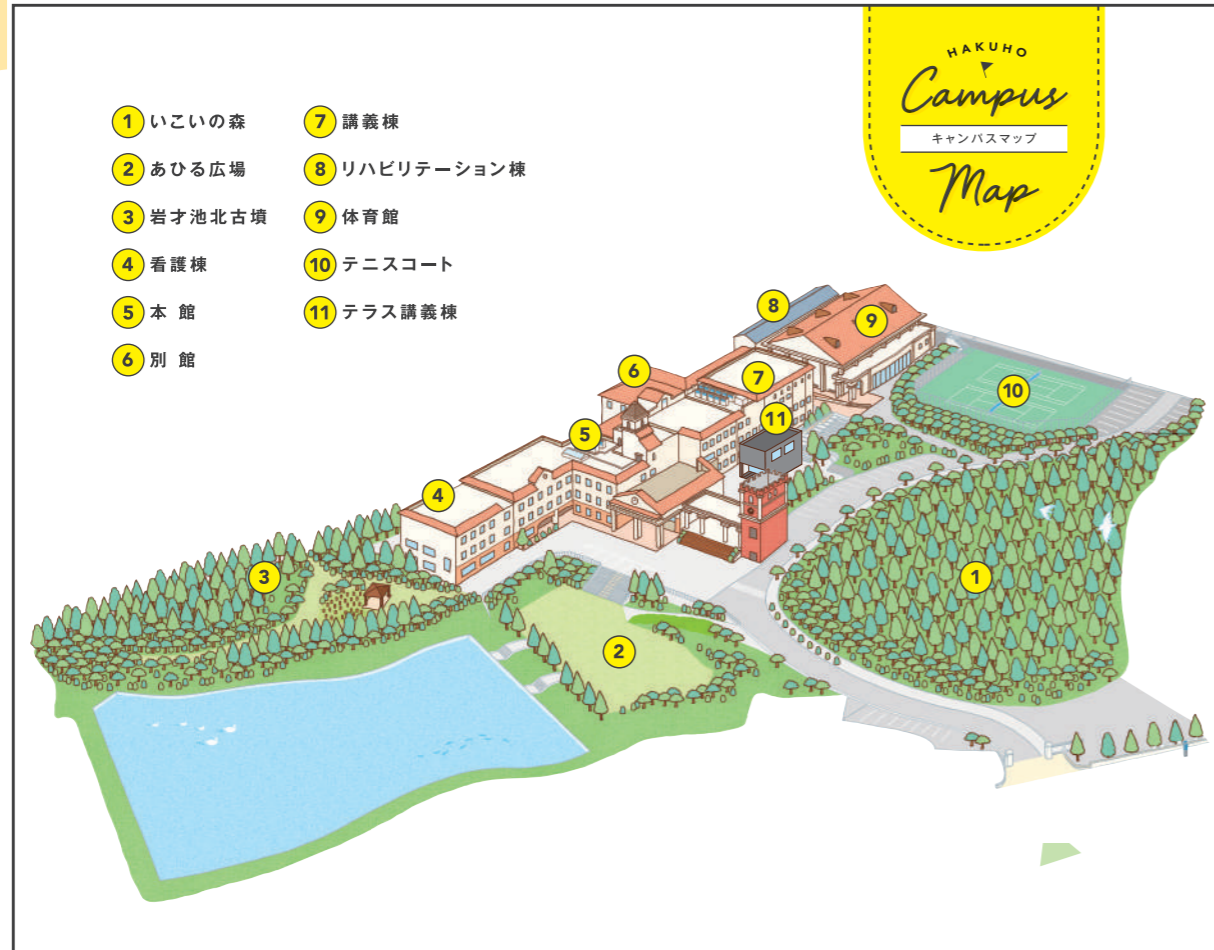 HAKUHO
Campus
キャンパスマップ
Map
1 いこいの森
2 あひる広場
3 岩才池北古墳
4 看護棟
5 本 館
6 別 館
7 講義棟
8 リハビリテーション棟
9 体育館
10 テニスコート
11 テラス講義棟
8
9
10
6
7
11
5
4
3
1
2